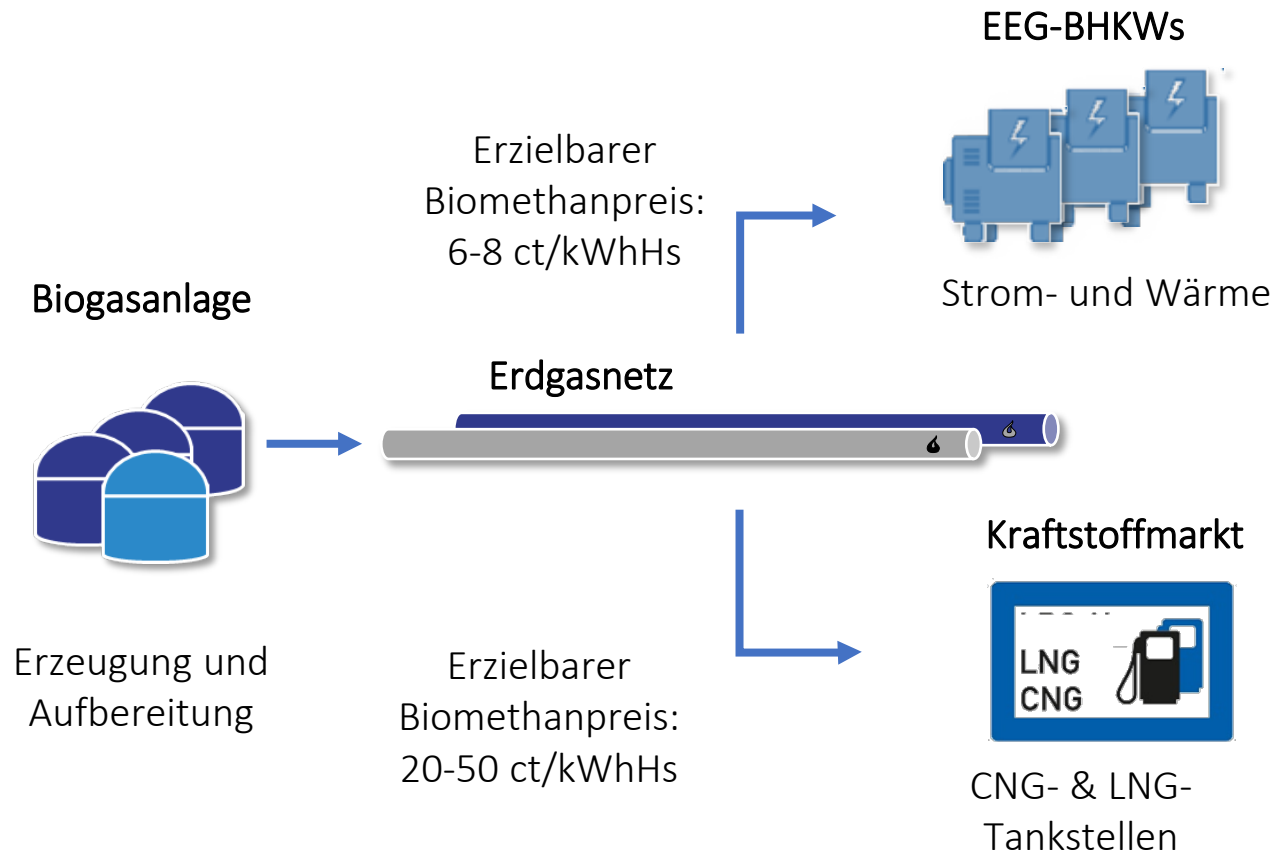 EEG-BHKWs
Erzielbarer
Biomethanpreis:
6-8 ct/kWhHs
Strom- und Wärme
Biogasanlage
Erdgasnetz
Kraftstoffmarkt
LNG
CNG
Erzeugung und
Aufbereitung
Erzielbarer
Biomethanpreis:
20-50 ct/kWhHs
CNG- & LNG-
Tankstellen